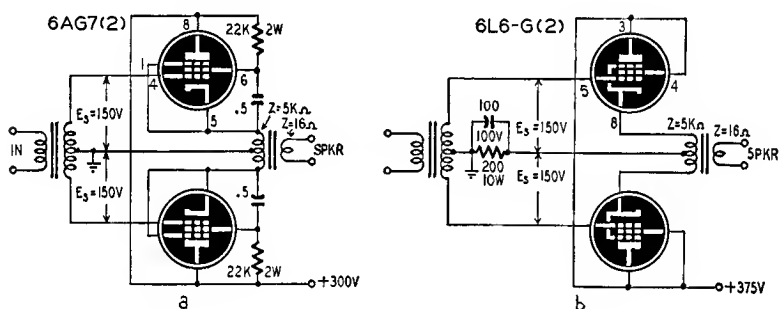 6AG7(2)
8
22K
2W
1
4
6
5
.5
Z=5KΩ
Z=16Ω
IN
E₃=150V
SPKR
E₃=150V
.5
22K
2W
+300V
a
6L6-G(2)
3
5
4
8
100
100V
200
10W
E₃=150V
Z=5KΩ
Z=16Ω
SPKR
E₃=150V
+375V
b